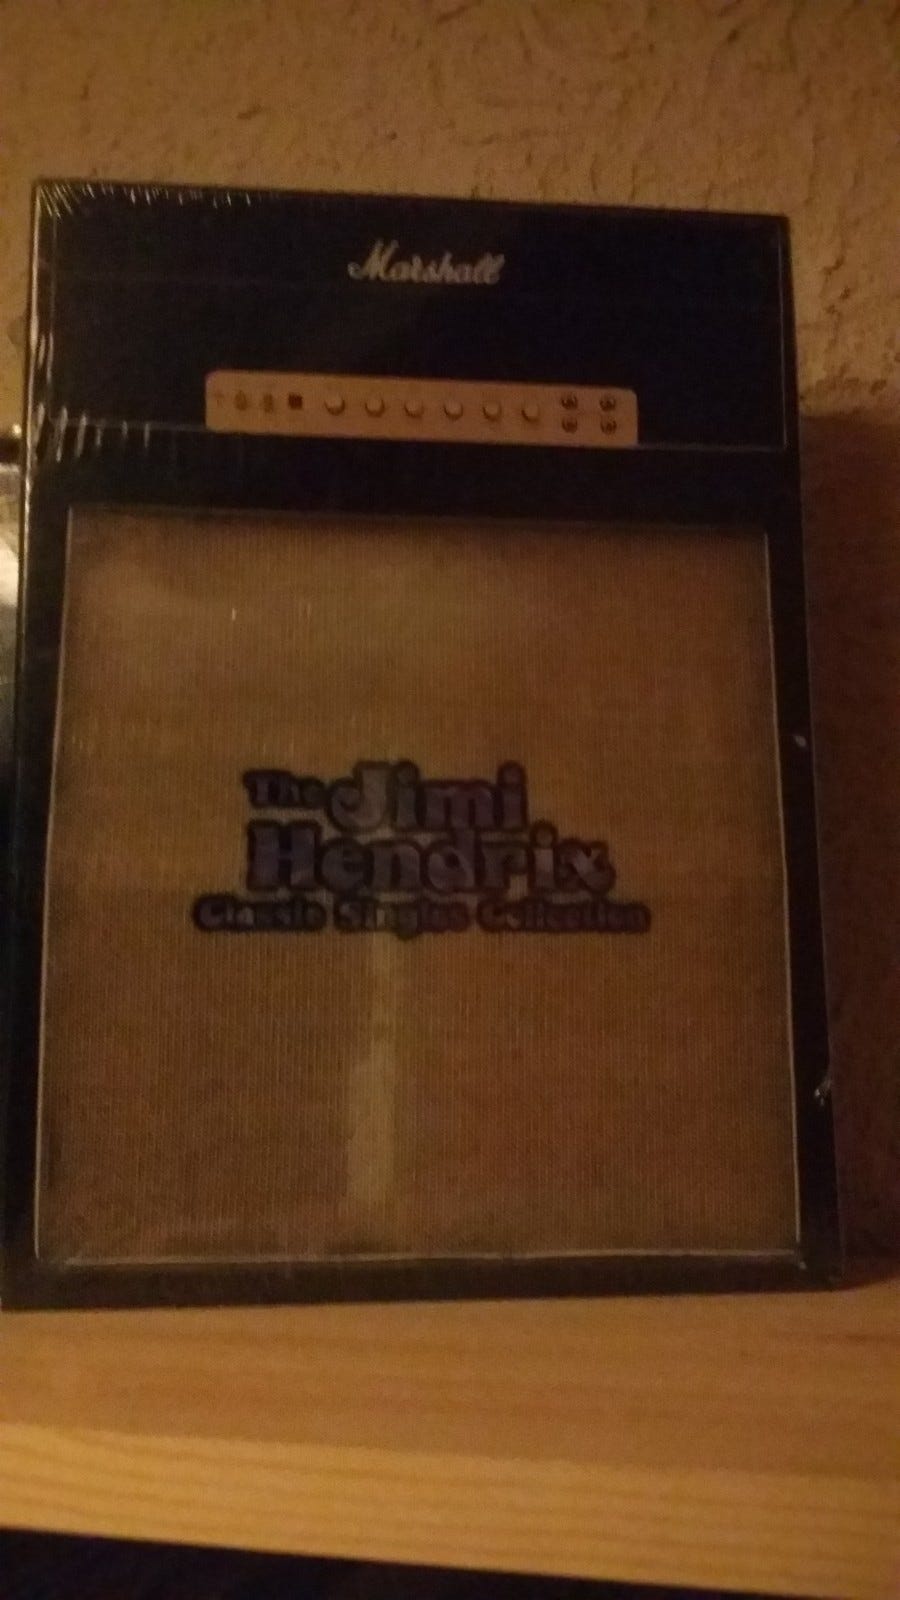 Marshall
The Jimi
Hendrix
Classic Singles Collection